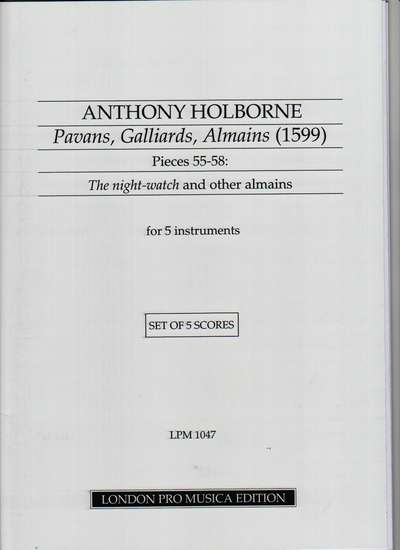 ANTHONY HOLBORNE
Pavans, Galliards, Almains (1599)
Pieces 55-58:
The night-watch and other almains
for 5 instruments
SET OF 5 SCORES
LPM 1047
LONDON PRO MUSICA EDITION